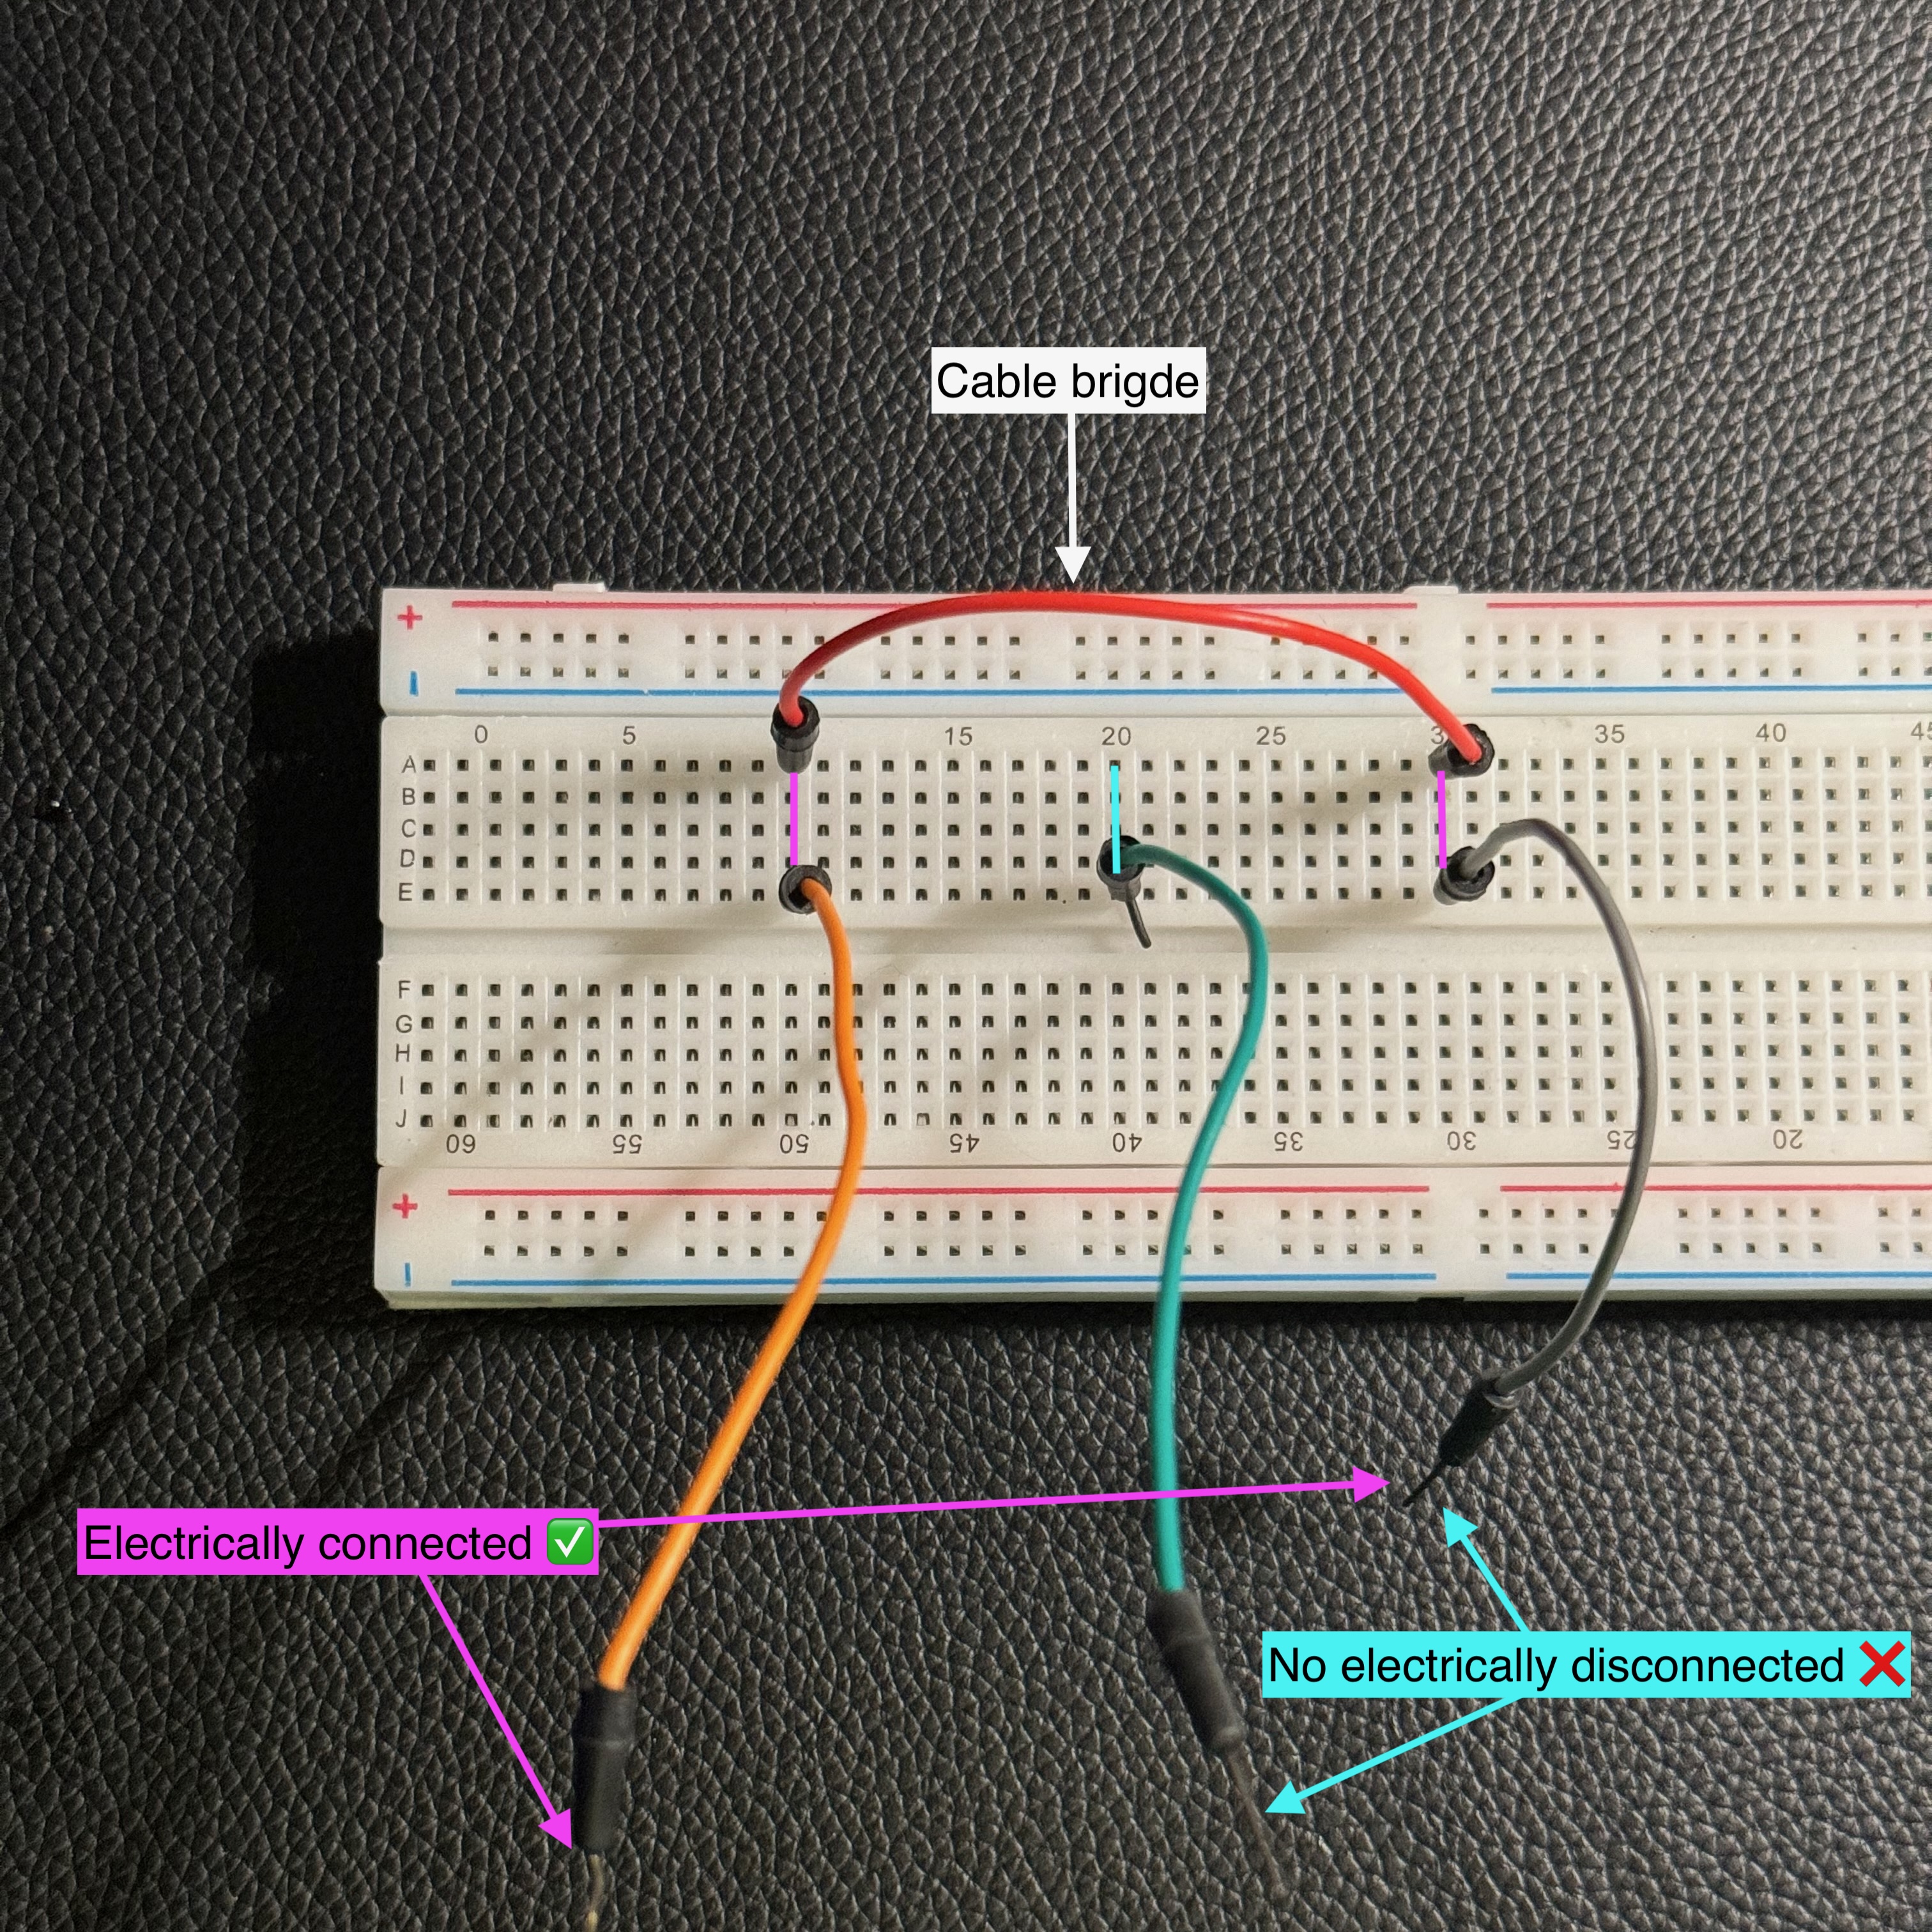 Cable brigde
+
-
0 5 15 20 25 3 35 40 45
A
B
C
D
E
F
G
H
I
J
60 55 50 45 40 35 30 25 20
+
-
Electrically connected ✅
No electrically disconnected ❌